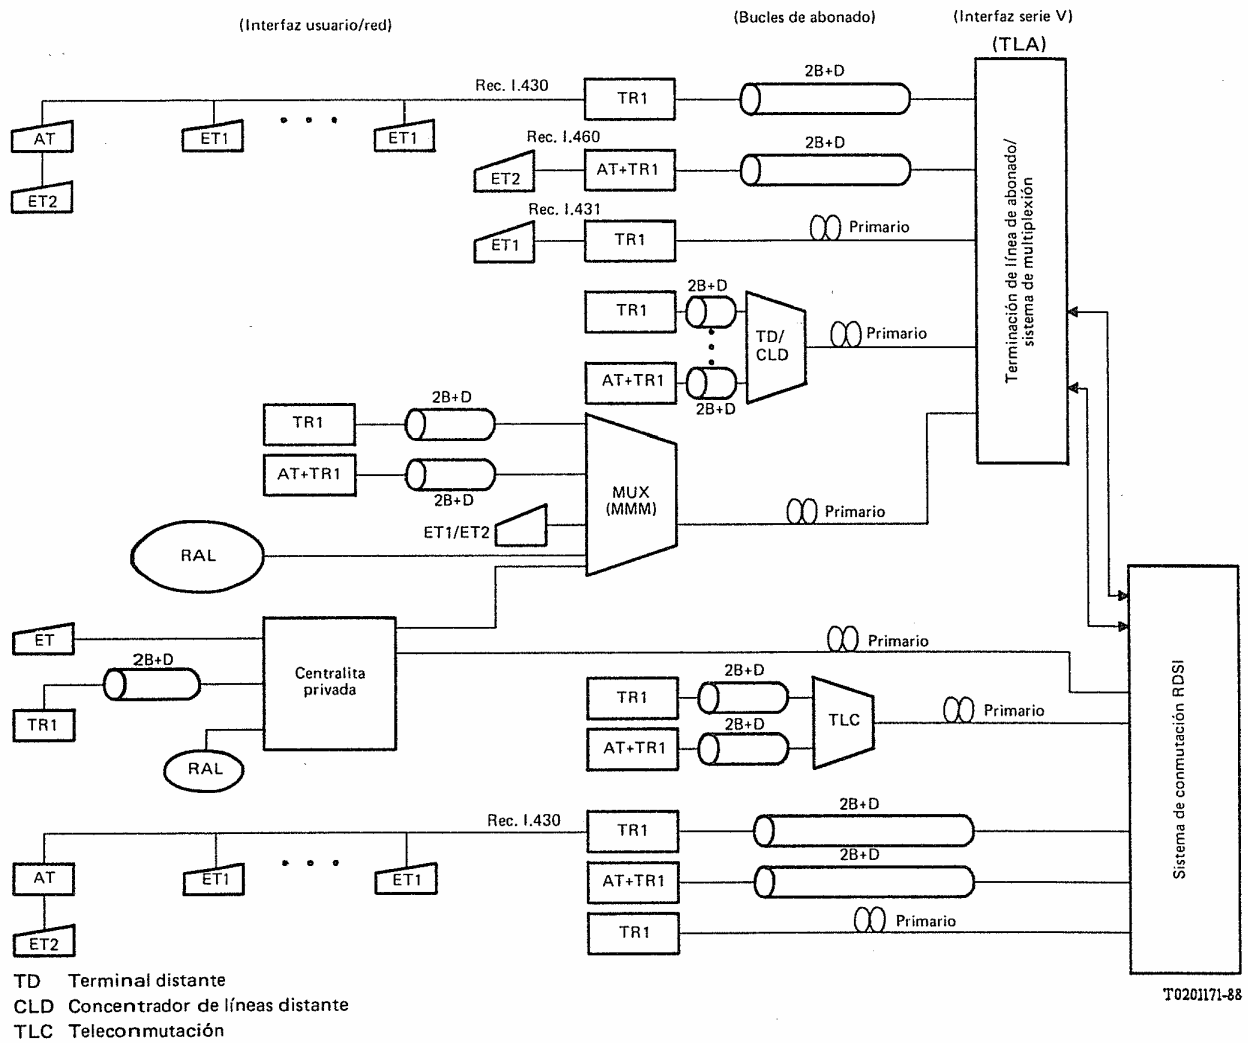 (Interfaz usuario/red)
(Bucles de abonado)
(Interfaz serie V)
(TLA)
2B+D
Rec. I.430
TR1
AT
ET1
ET1
ET2
Rec. I.460
2B+D
ET2
AT+TR1
Rec. I.431
ET1
TR1
Primario
Terminación de línea de abonado/
sistema de multiplexión
2B+D
TR1
TD/
CLD
Primario
AT+TR1
2B+D
2B+D
TR1
AT+TR1
2B+D
MUX
(MMM)
ET1/ET2
Primario
RAL
ET
Centralita
privada
2B+D
TR1
RAL
Primario
2B+D
TR1
2B+D
AT+TR1
TLC
Primario
Sistema de conmutación RDSI
Rec. I.430
TR1
2B+D
AT
ET1
ET1
AT+TR1
2B+D
ET2
TR1
Primario
TD Terminal distante
CLD Concentrador de líneas distante
TLC Teleconmutación
T0201171-88